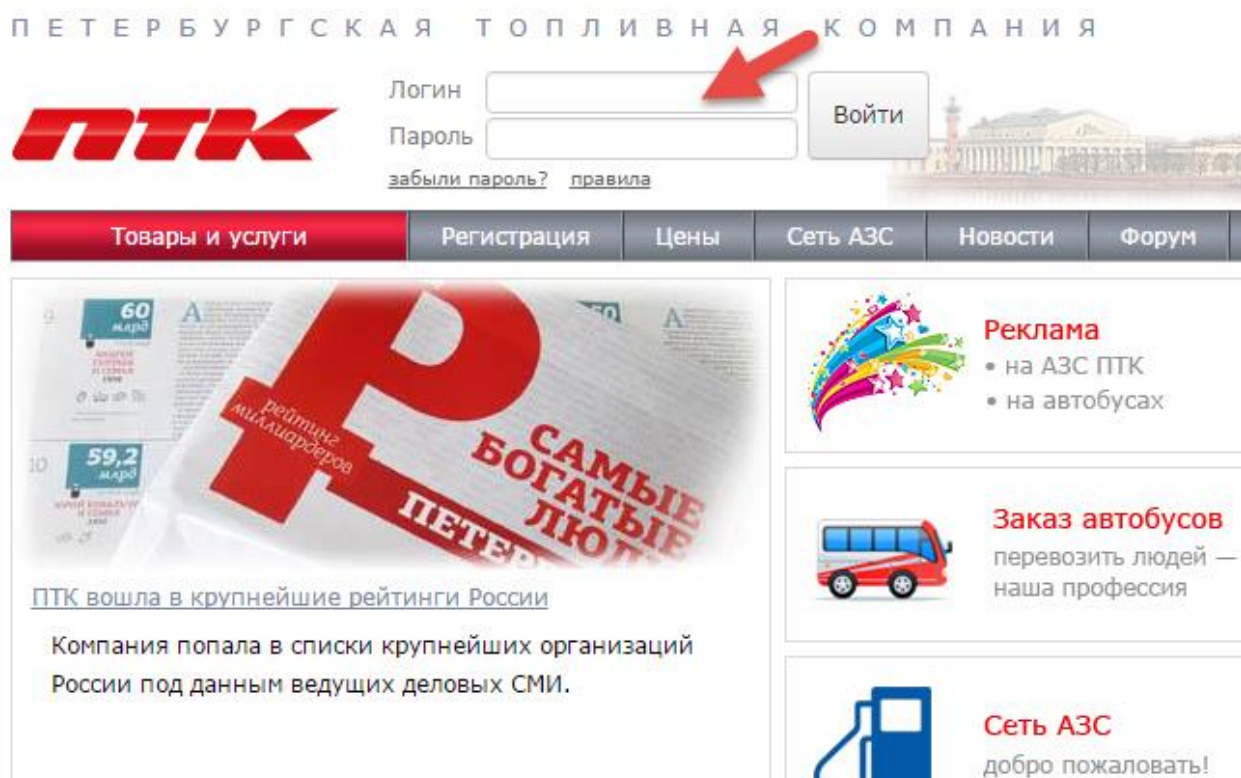 ПЕТЕРБУРГСКАЯ ТОПЛИВНАЯ КОМПАНИЯ
ПТК
Логин
Пароль
Войти
забыли пароль? правила
Товары и услуги
Регистрация
Цены
Сеть АЗС
Новости
Форум
60
млрд
10
59,2
млрд
рейтинг
миллиардеров
САМЫЕ
БОГАТЫЕ
ПТК вошла в крупнейшие рейтинги России
Компания попала в списки крупнейших организаций
России под данным ведущих деловых СМИ.
Реклама
• на АЗС ПТК
• на автобусах
Заказ автобусов
перевозить людей —
наша профессия
Сеть АЗС
добро пожаловать!